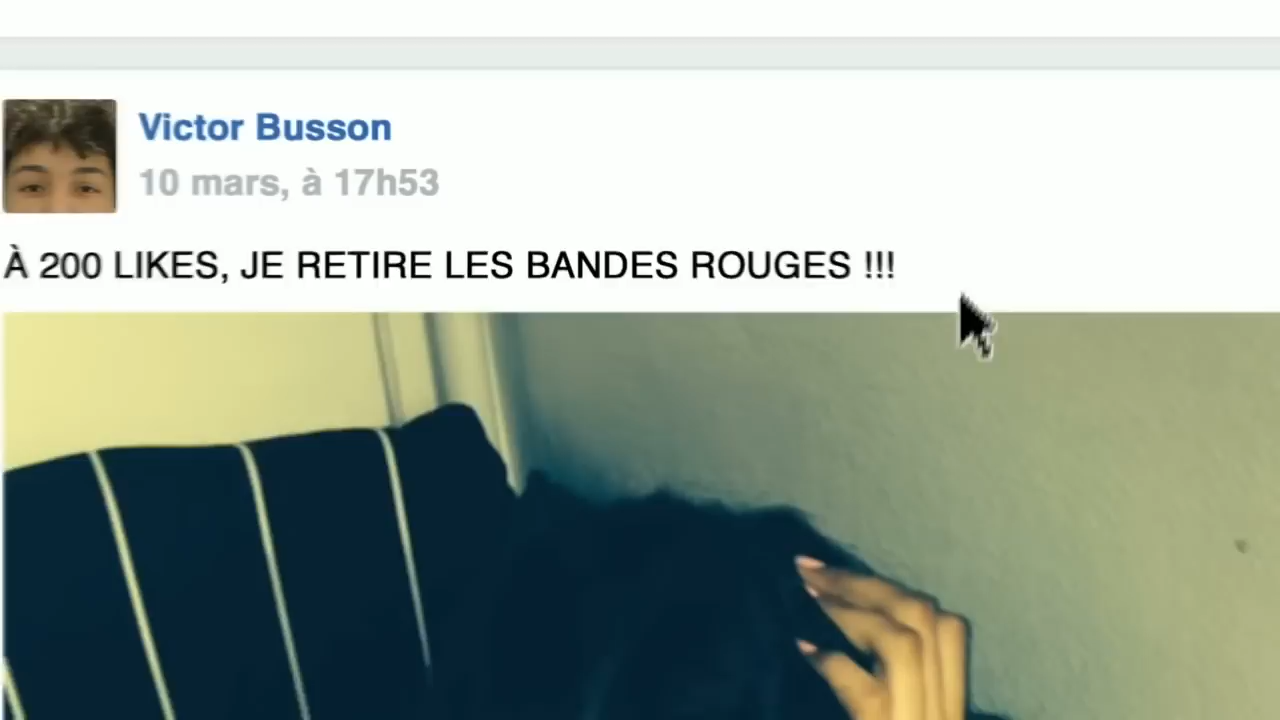 Victor Busson
10 mars, à 17h53
À 200 LIKES, JE RETIRE LES BANDES ROUGES !!!